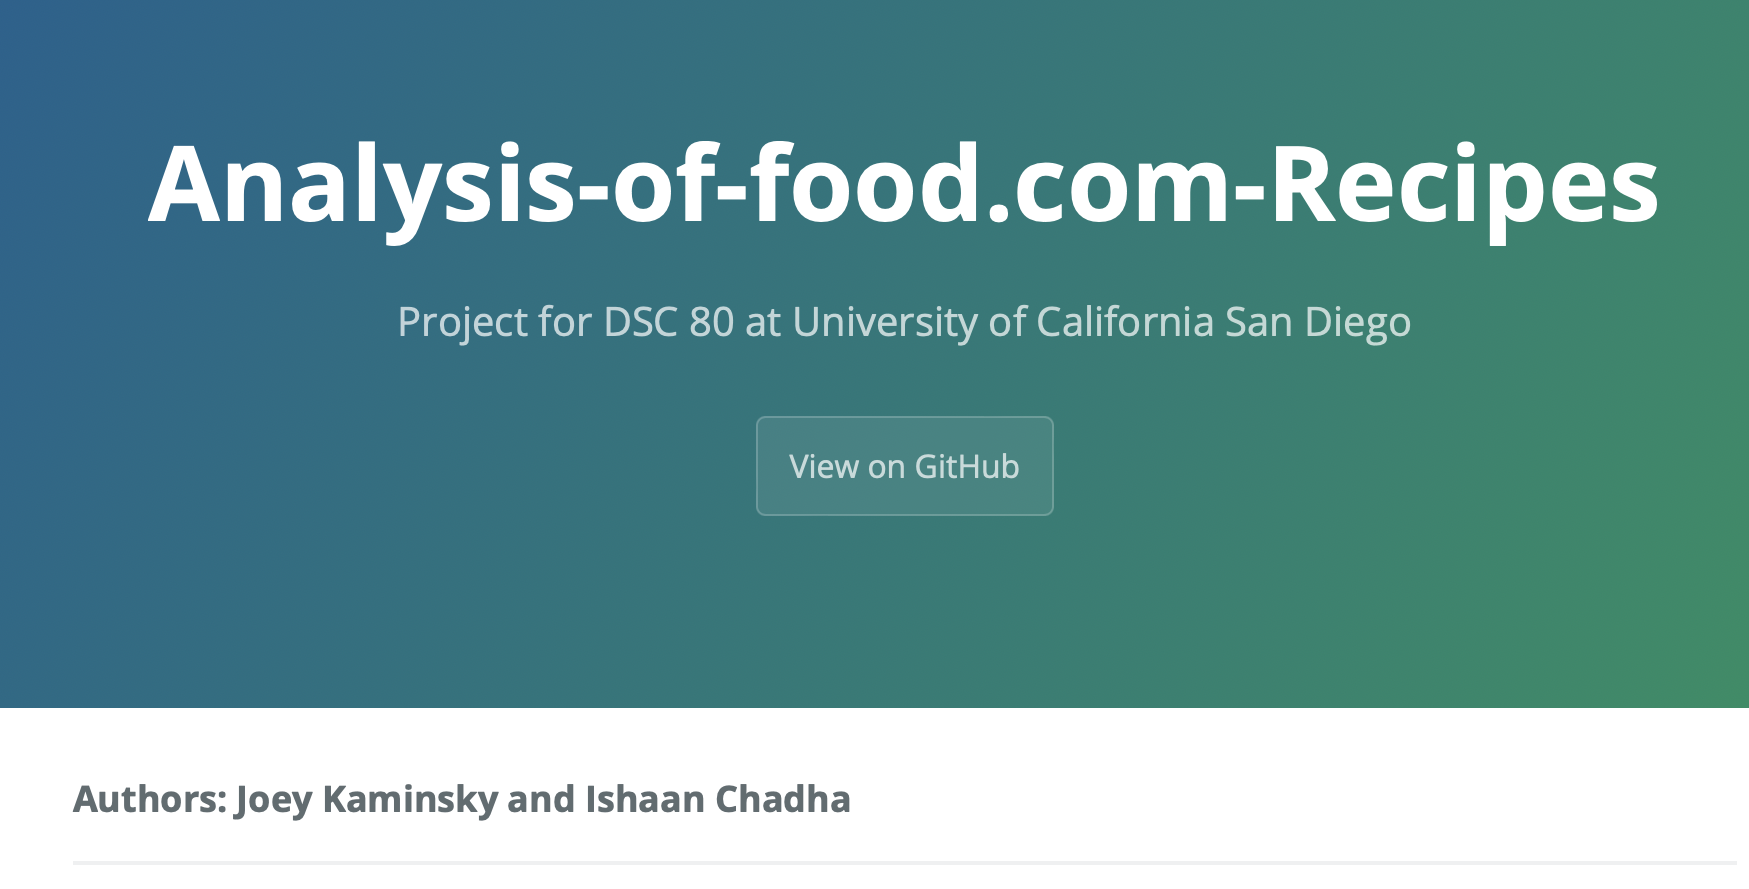 Analysis-of-food.com-Recipes
Project for DSC 80 at University of California San Diego
View on GitHub
Authors: Joey Kaminsky and Ishaan Chadha